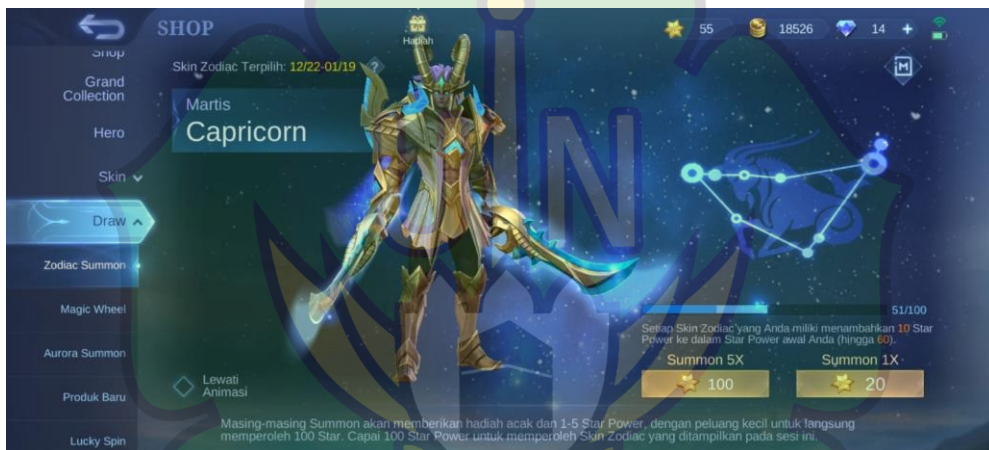 SHOP
Hadiah
55
18526
14 +
Shop
Grand
Collection
Hero
Skin
Draw
Zodiac Summon
Magic Wheel
Aurora Summon
Produk Baru
Lucky Spin
Skin Zodiac Terpilih: 12/22-01/19 ?
Martis
Capricorn
M
51/100
Setiap Skin Zodiac yang Anda miliki menambahkan 10 Star
Power ke dalam Star Power awal Anda (hingga 60).
Summon 5X
100
Summon 1X
20
Lewati
Animasi
Masing-masing Summon akan memberikan hadiah acak dan 1-5 Star Power, dengan peluang kecil untuk langsung
memperoleh 100 Star. Capai 100 Star Power untuk memperoleh Skin Zodiac yang ditampilkan pada sesi ini.